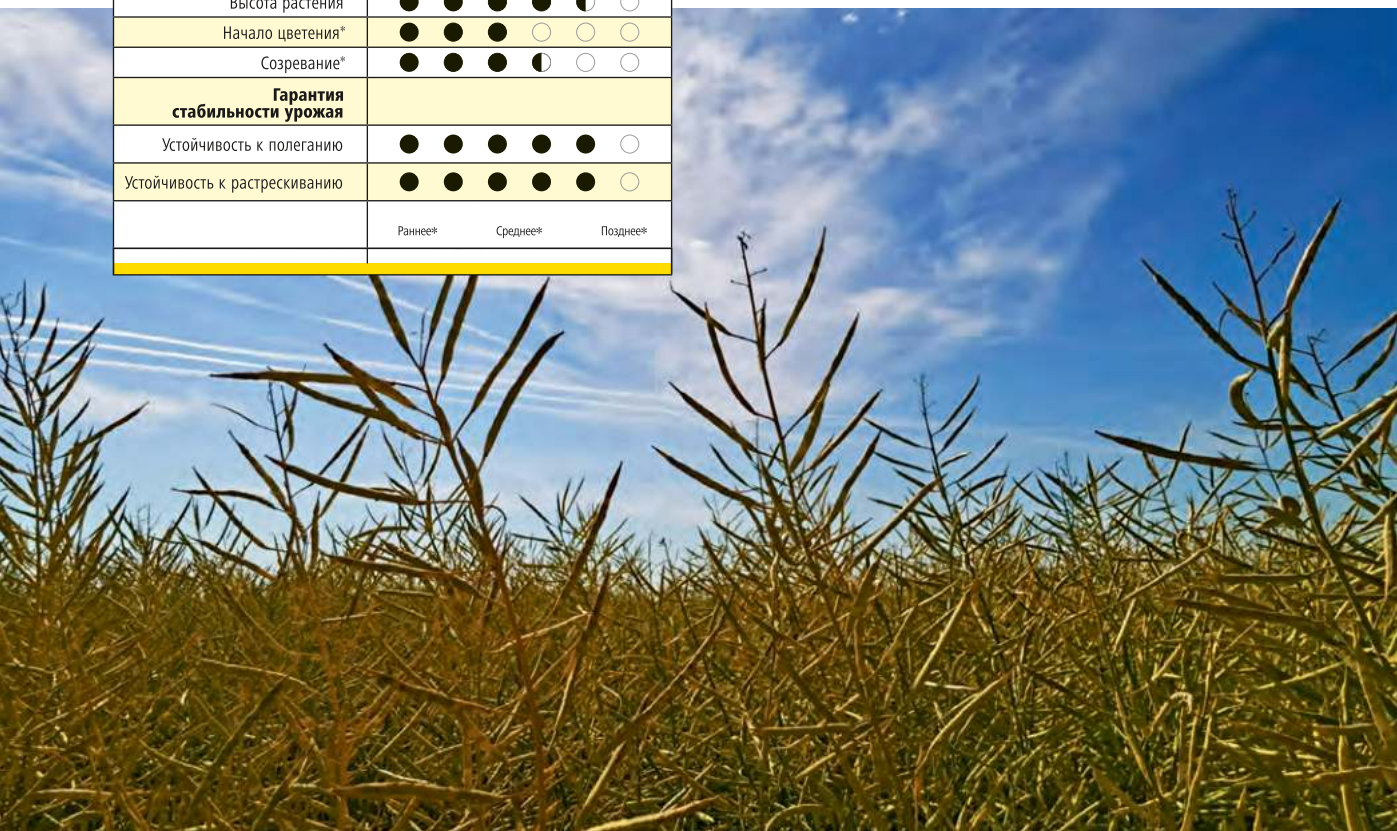 Высота растения
Начало цветения*
Созревание*
Гарантия
стабильности урожая
Устойчивость к полеганию
Устойчивость к растрескиванию
Раннее* Среднее* Позднее*